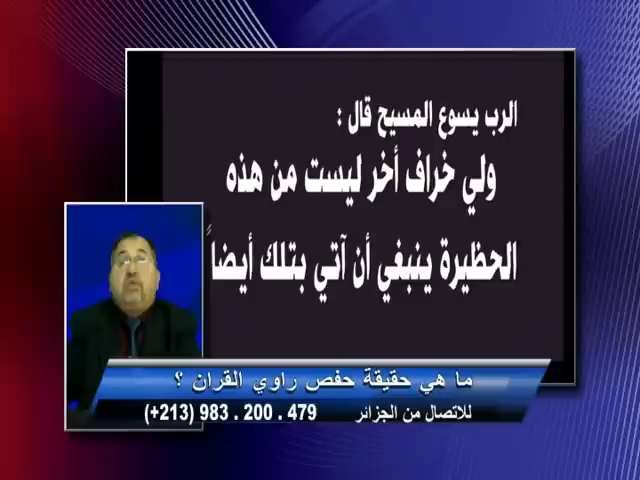 الرب يسوع المسيح قال :
ولي خراف أخر ليست من هذه
الحظيرة ينبغي أن آتي بتلك أيضاً
ما هي حقيقة حفص راوي القران ؟
للاتصال من الجزائر (+213) 983 . 200 . 479